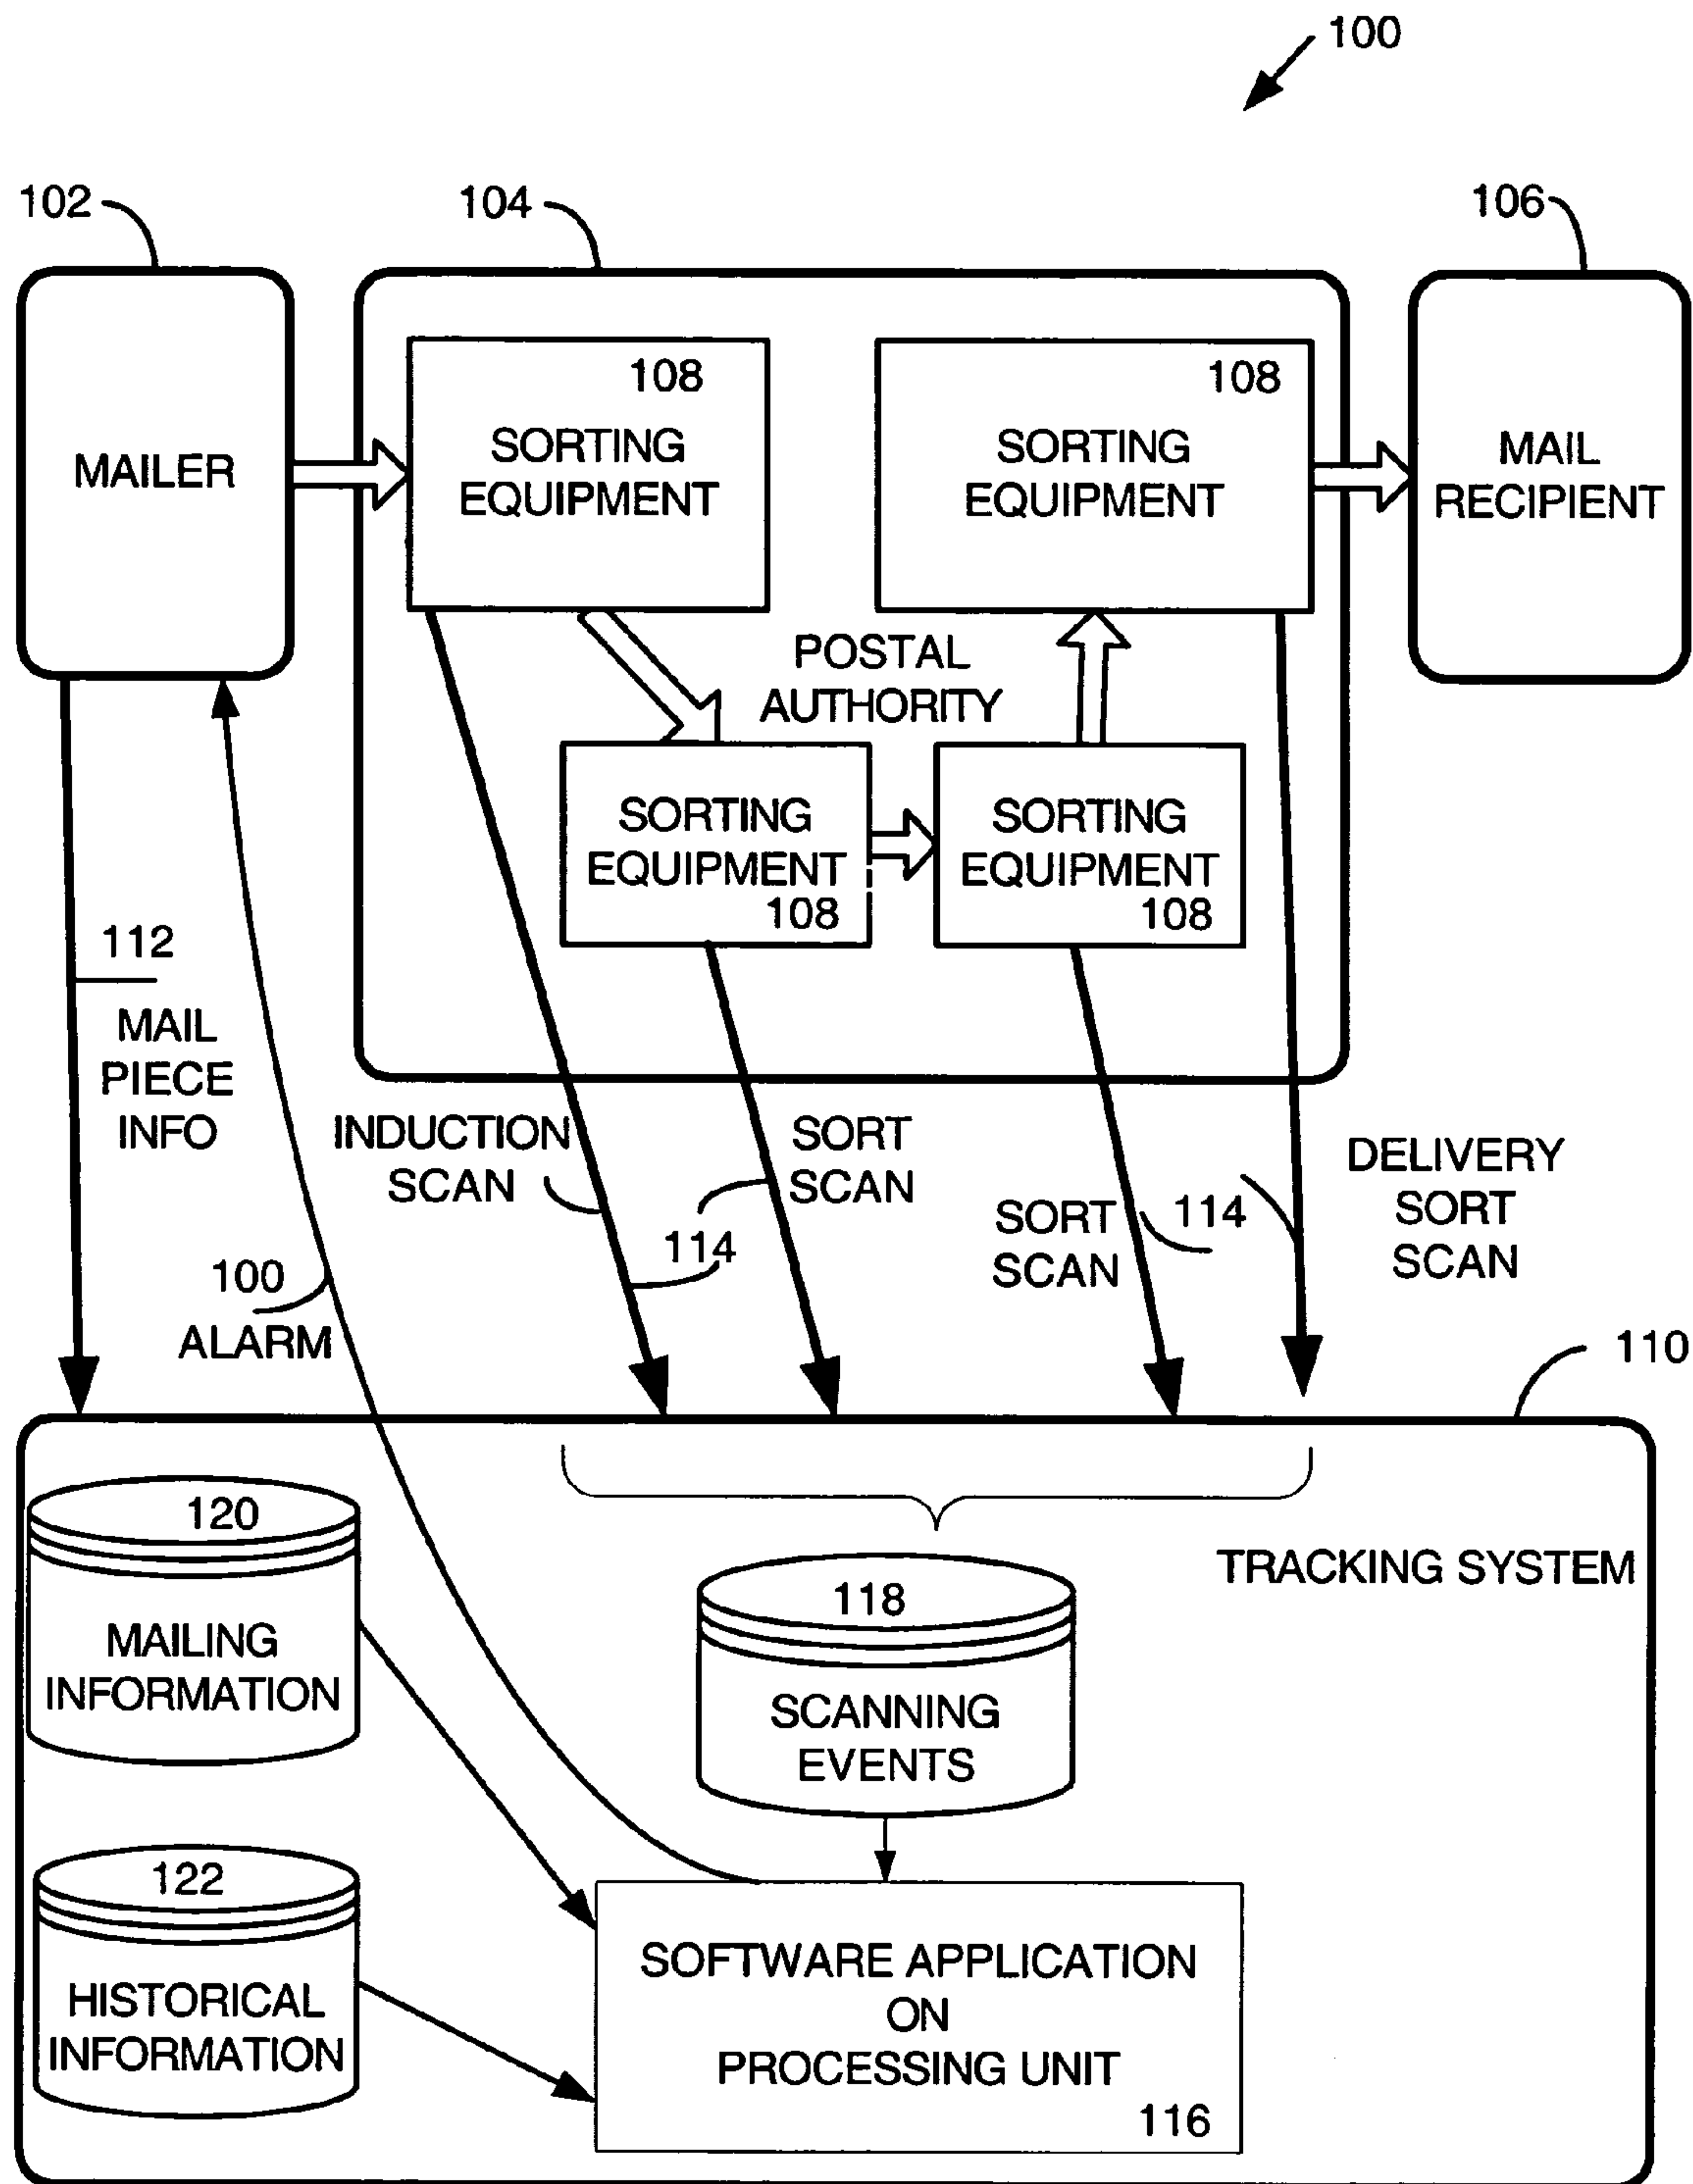 100
102
104
106
108
108
SORTING
EQUIPMENT
SORTING
EQUIPMENT
MAILER
MAIL
RECIPIENT
POSTAL
AUTHORITY
SORTING
EQUIPMENT
108
SORTING
EQUIPMENT
108
112
MAIL
PIECE
INFO
INDUCTION
SCAN
SORT
SCAN
114
SORT
SCAN
114
DELIVERY
SORT
SCAN
100
ALARM
110
120
MAILING
INFORMATION
118
SCANNING
EVENTS
TRACKING SYSTEM
122
HISTORICAL
INFORMATION
SOFTWARE APPLICATION
ON
PROCESSING UNIT
116